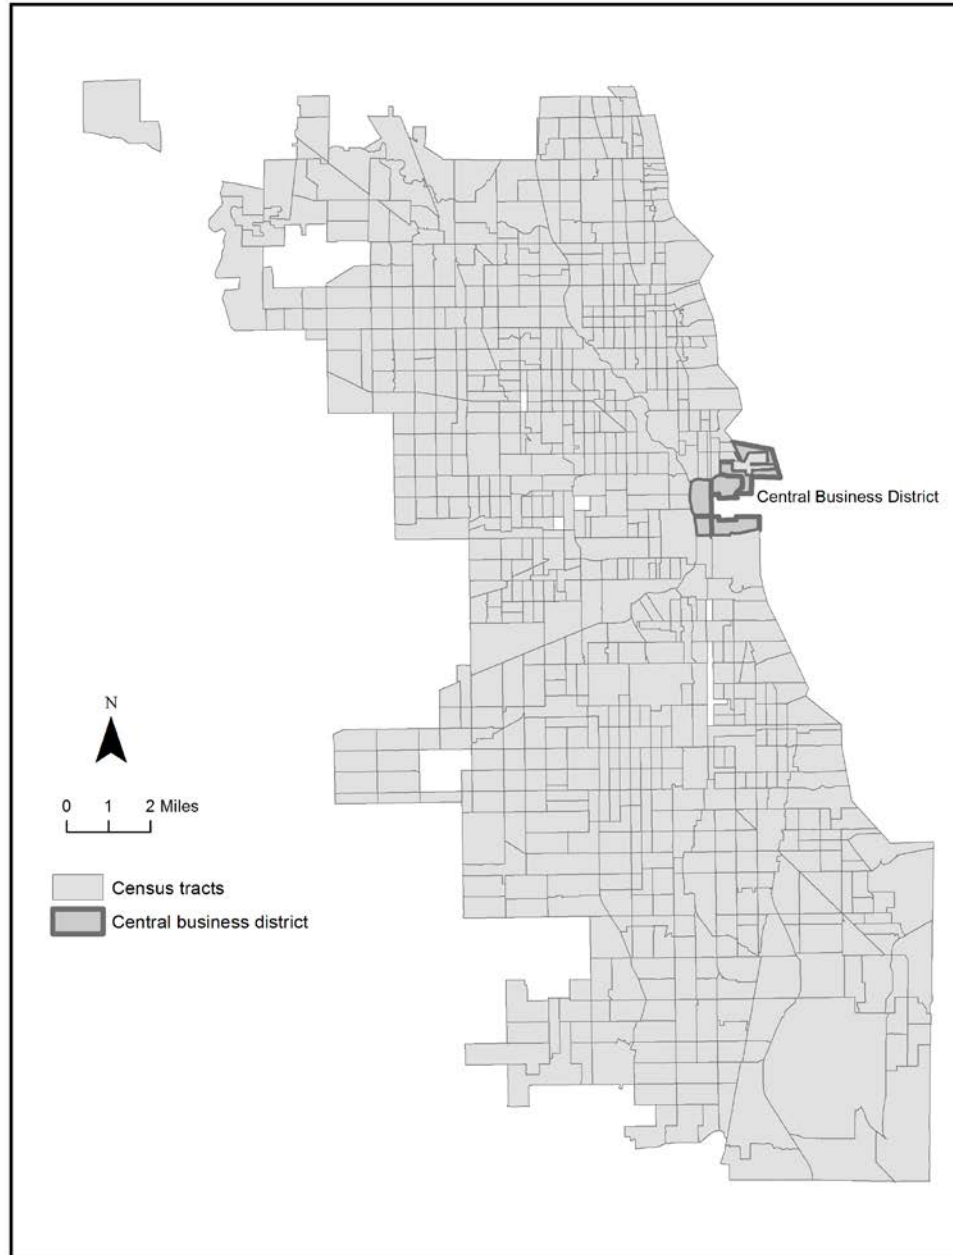 Central Business District
N
0 1 2 Miles
Census tracts
Central business district